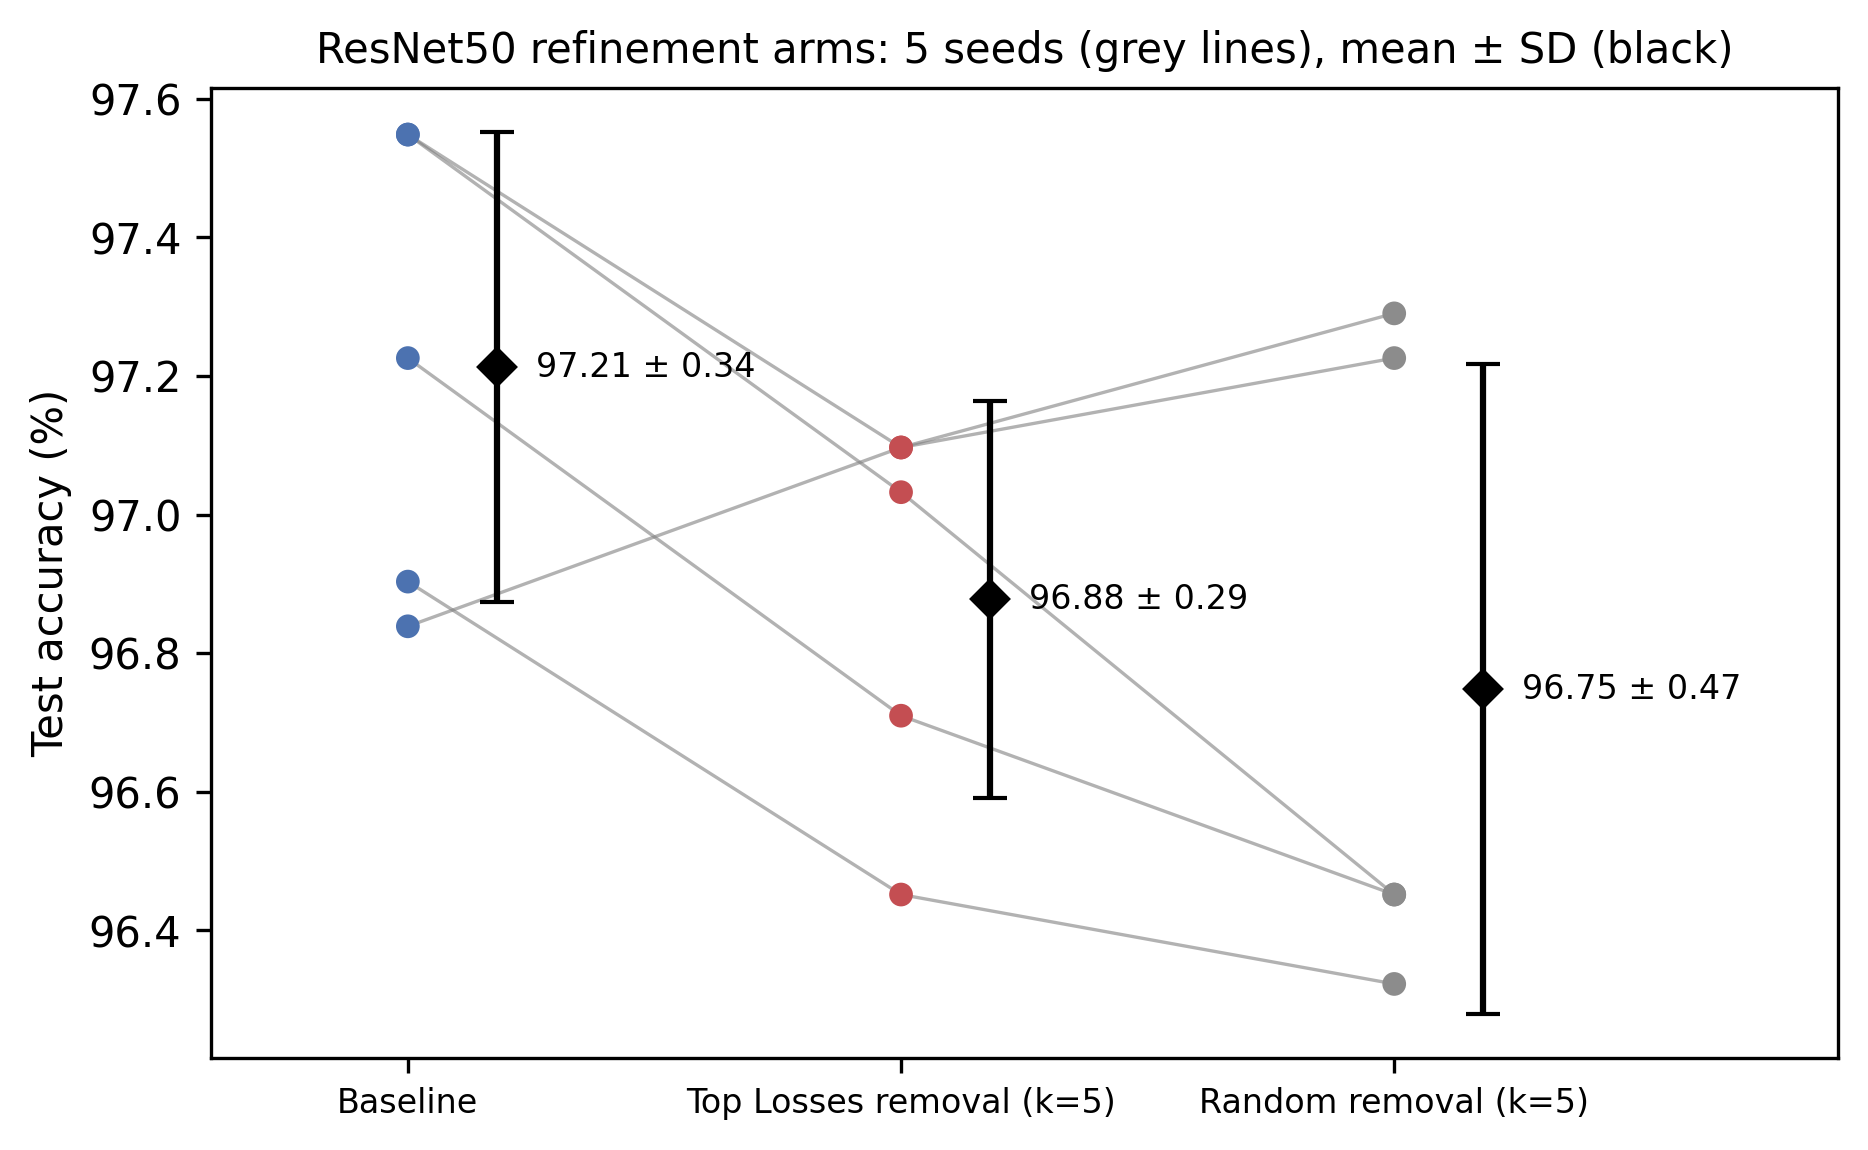 ResNet50 refinement arms: 5 seeds (grey lines), mean ± SD (black)
Test accuracy (%)
97.6
97.4
97.2
97.0
96.8
96.6
96.4
97.21 ± 0.34
96.88 ± 0.29
96.75 ± 0.47
Baseline
Top Losses removal (k=5)
Random removal (k=5)